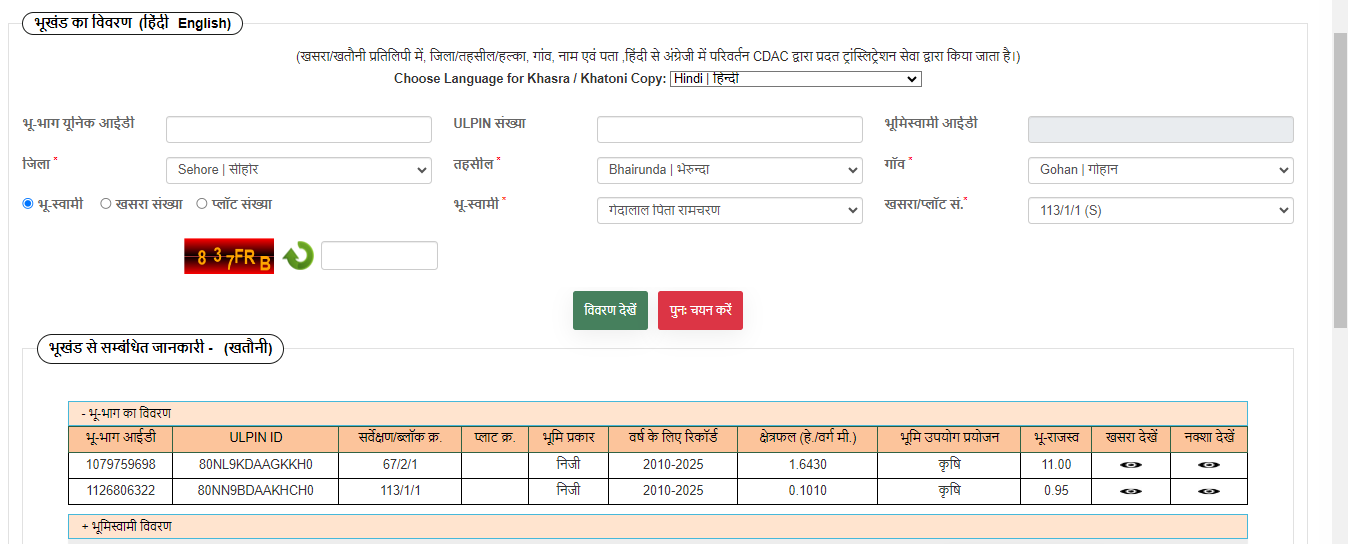 भूखंड का विवरण (हिंदी English)
(खसरा/खतौनी प्रतिलिपी में, जिला/तहसील/हल्का, गांव, नाम एवं पता ,हिंदी से अंग्रेजी में परिवर्तन CDAC द्वारा प्रदत ट्रांस्लिट्रेशन सेवा द्वारा किया जाता है।)
Choose Language for Khasra / Khatoni Copy: Hindi | हिन्दी
भू-भाग यूनिक आईडी ULPIN संख्या भूमिस्वामी आईडी
जिला * Sehore | सीहोर तहसील * Bhairunda | भेरुन्दा गॉव * Gohan | गोहान
भू-स्वामी खसरा संख्या प्लॉट संख्या भू-स्वामी * गेंदालाल पिता रामचरण खसरा/प्लॉट सं.* 113/1/1 (S)
8 3 7FR B
विवरण देखें पुनः चयन करें
भूखंड से सम्बंधित जानकारी - (खतौनी)
- भू-भाग का विवरण
भू-भाग आईडी ULPIN ID सर्वेक्षण/ब्लॉक क्र. प्लाट क्र. भूमि प्रकार वर्ष के लिए रिकॉर्ड क्षेत्रफल (हे./वर्ग मी.) भूमि उपयोग प्रयोजन भू-राजस्व खसरा देखें नक्शा देखें
1079759698 80NL9KDAAGKKH0 67/2/1 निजी 2010-2025 1.6430 कृषि 11.00
1126806322 80NN9BDAAKHCH0 113/1/1 निजी 2010-2025 0.1010 कृषि 0.95
+ भूमिस्वामी विवरण